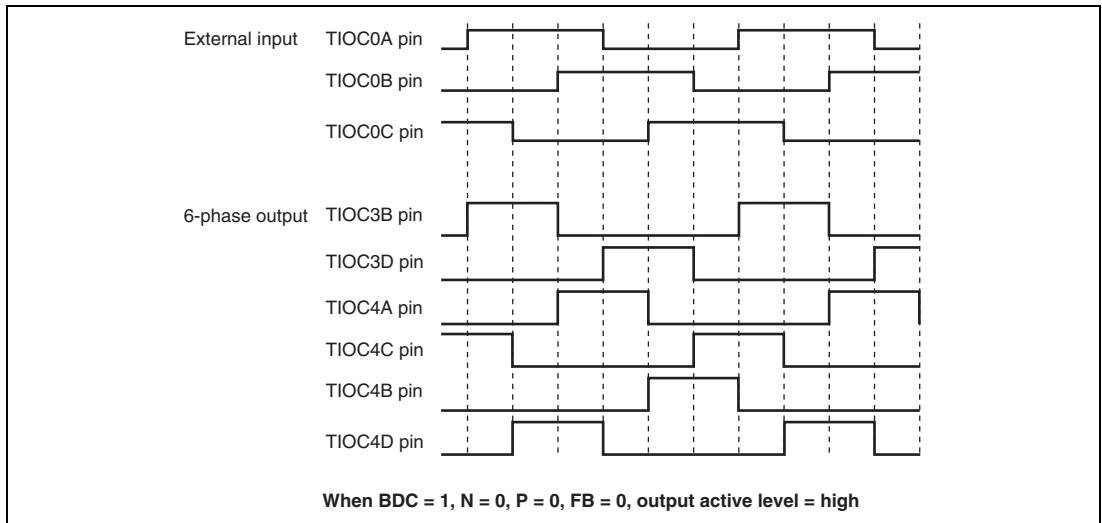 External input TIOC0A pin
TIOC0B pin
TIOC0C pin
6-phase output TIOC3B pin
TIOC3D pin
TIOC4A pin
TIOC4C pin
TIOC4B pin
TIOC4D pin
When BDC = 1, N = 0, P = 0, FB = 0, output active level = high